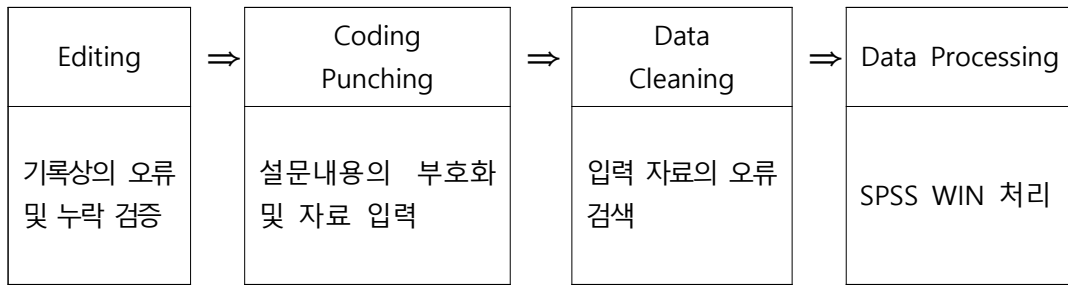 Editing
⇒
Coding
Punching
⇒
Data
Cleaning
⇒
Data Processing
기록상의 오류
및 누락 검증
설문내용의 부호화
및 자료 입력
입력 자료의 오류
검색
SPSS WIN 처리